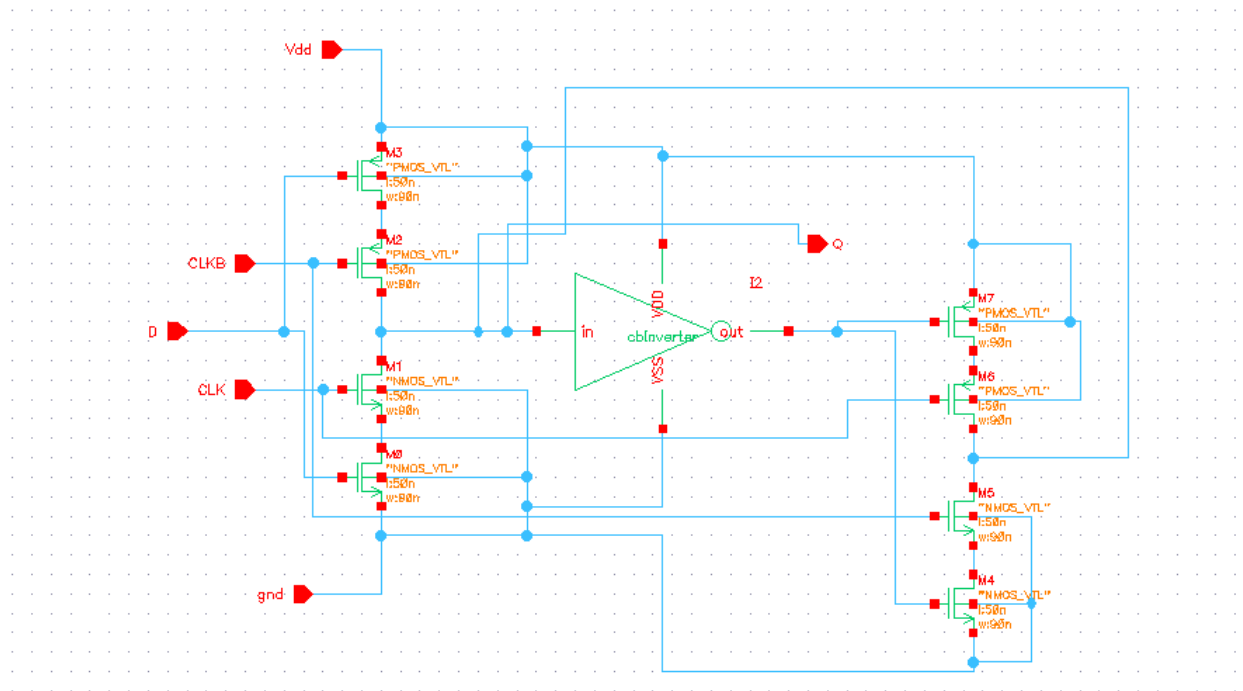 Vdd
M3
"PMOS_VTL"
l:50n
w:90n
M2
"PMOS_VTL"
l:50n
w:90n
CLKB
Q
I2
VDD
D
in
cbInverter
out
VSS
M7
"PMOS_VTL"
l:50n
w:90n
M1
"NMOS_VTL"
l:50n
w:90n
CLK
M6
"PMOS_VTL"
l:50n
w:90n
M0
"NMOS_VTL"
l:50n
w:90n
M5
"NMOS_VTL"
l:50n
w:90n
gnd
M4
"NMOS_VTL"
l:50n
w:90n